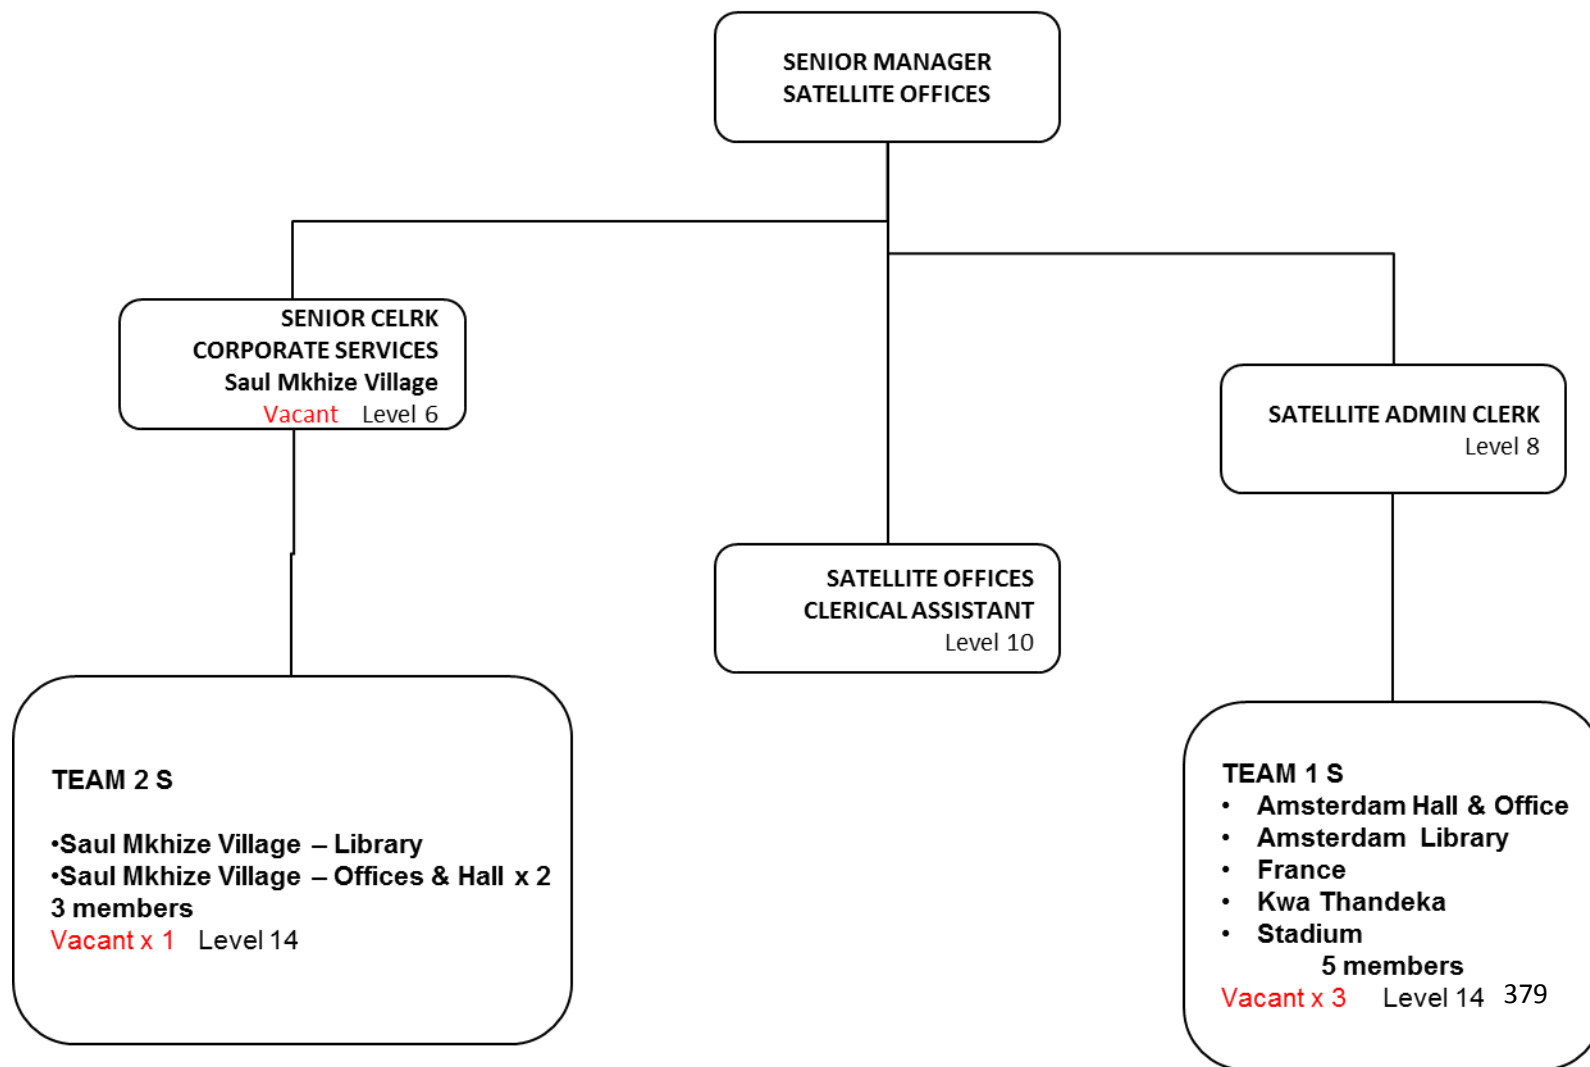 SENIOR MANAGER
SATELLITE OFFICES
SENIOR CELRK
CORPORATE SERVICES
Saul Mkhize Village
Vacant Level 6
SATELLITE ADMIN CLERK
Level 8
SATELLITE OFFICES
CLERICAL ASSISTANT
Level 10
TEAM 2 S
•Saul Mkhize Village – Library
•Saul Mkhize Village – Offices & Hall x 2
3 members
Vacant x 1 Level 14
TEAM 1 S
• Amsterdam Hall & Office
• Amsterdam Library
• France
• Kwa Thandeka
• Stadium
5 members
Vacant x 3 Level 14 379